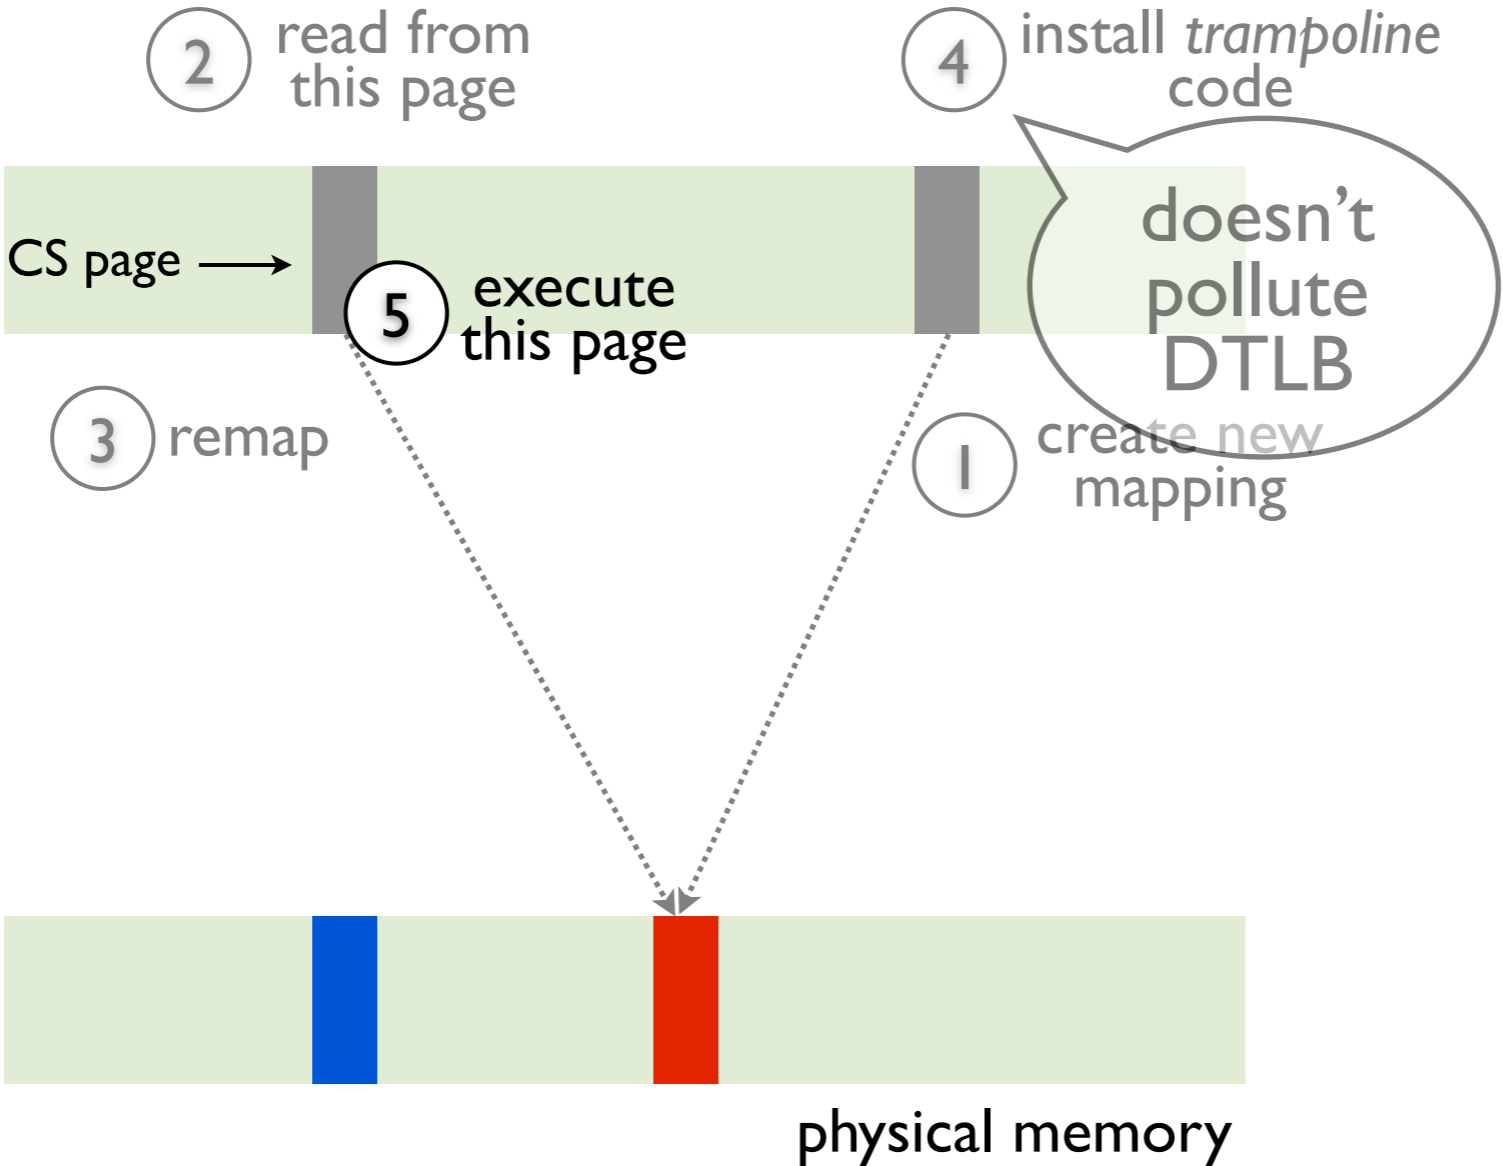 2 read from
this page
4 install trampoline
code
doesn't
pollute
DTLB
CS page
5 execute
this page
3 remap
1 create new
mapping
physical memory